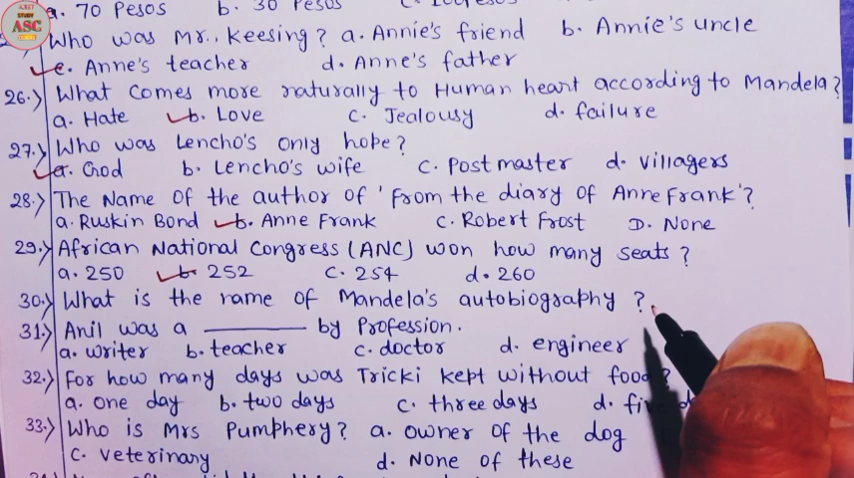 a. 70 Pesos b. 30 Pesos
ASC
STUDY
Who was Mr.. Keesing? a. Annie's friend b. Annie's uncle
c. Anne's teacher d. Anne's father
26.) What comes more naturally to Human heart according to Mandela?
a. Hate b. Love c. Jealousy d. failure
27.) Who was Lencho's only hope?
a. God b. Lencho's wife c. Postmaster d. villagers
28.) The Name of the author of 'from the diary of Anne Frank'?
a. Ruskin Bond b. Anne Frank c. Robert Frost D. None
29.) African National Congress (ANC) won how many seats?
a. 250 b. 252 c. 254 d. 260
30.) What is the name of Mandela's autobiography?
31.) Anil was a ______ by Profession.
a. writer b. teacher c. doctor d. engineer
32.) For how many days was Tricki kept without food?
a. one day b. two days c. three days d.
33.) Who is Mrs Pumphery? a. owner of the dog
c. veterinary d. None of these